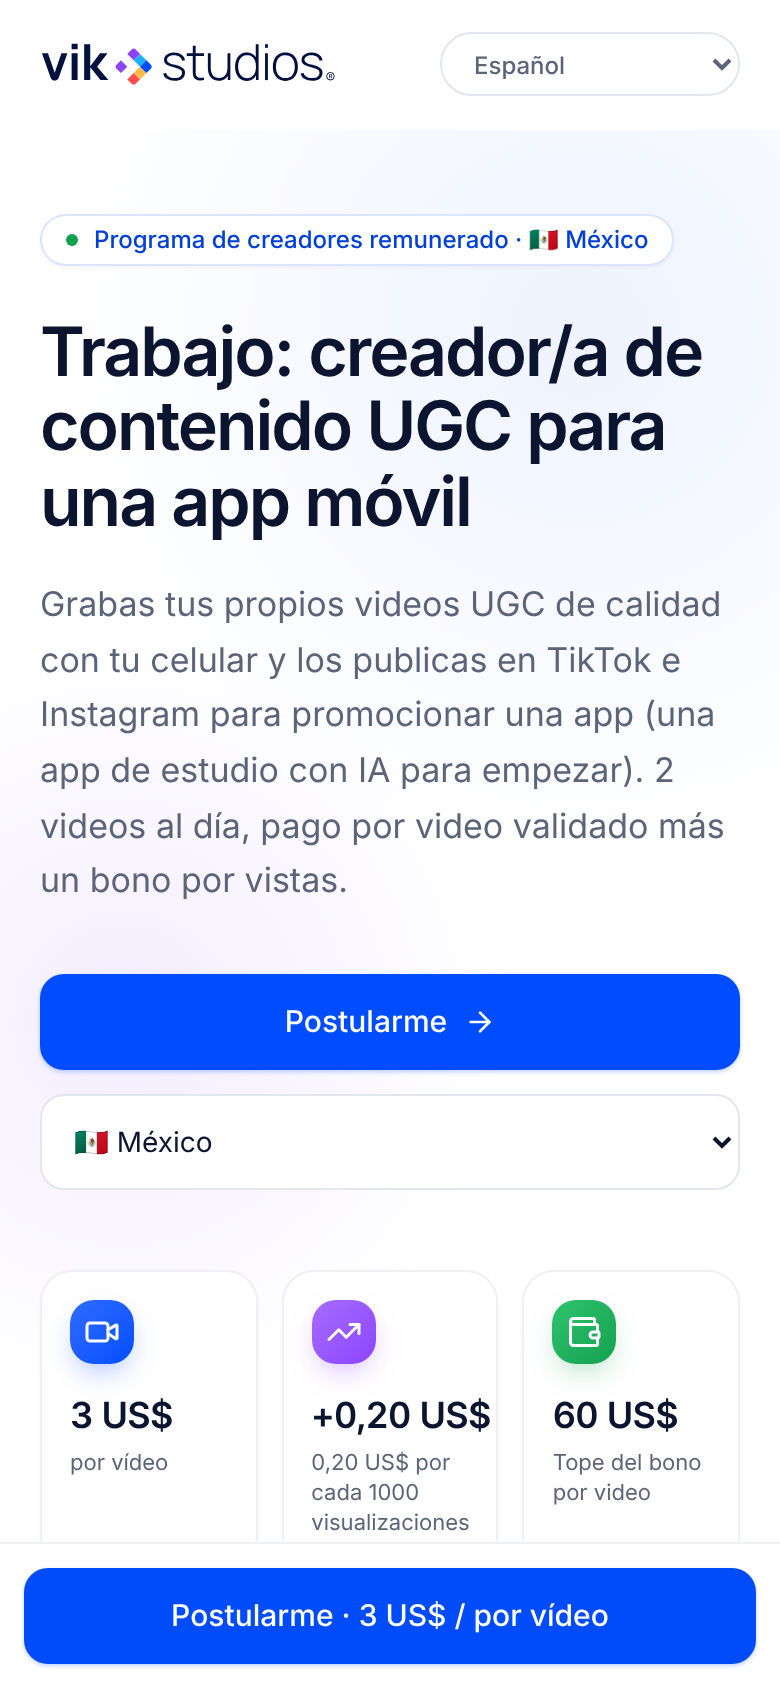 vik studios®
Español
Programa de creadores remunerado · 🇲🇽 México
Trabajo: creador/a de
contenido UGC para
una app móvil
Grabas tus propios videos UGC de calidad
con tu celular y los publicas en TikTok e
Instagram para promocionar una app (una
app de estudio con IA para empezar). 2
videos al día, pago por video validado más
un bono por vistas.
Postularme →
🇲🇽 México
3 US$
por vídeo
+0,20 US$
0,20 US$ por
cada 1000
visualizaciones
60 US$
Tope del bono
por video
Postularme · 3 US$ / por vídeo